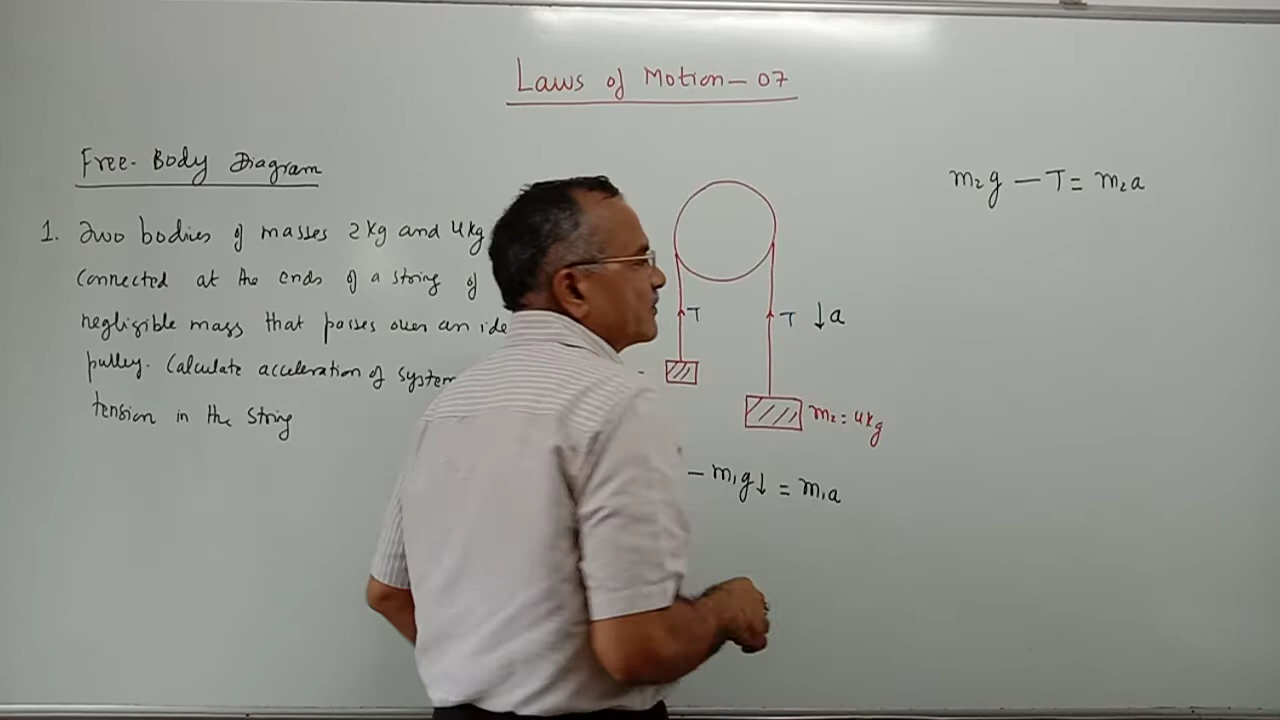 Laws of Motion - 07
Free-Body Diagram
1. Two bodies of masses 2kg and 4kg
Connected at the ends of a string of
negligible mass that passes over an ide
pulley. Calculate acceleration of system
tension in the string
T
T ↓a
m₂ = 4kg
- m₁g↓ = m₁a
m₂g - T = m₂a